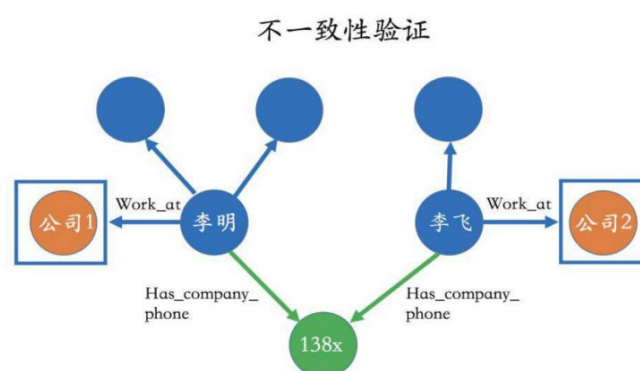 不一致性验证
Work_at
Work_at
公司1
李明
李飞
公司2
Has_company_
phone
Has_company_
phone
138x